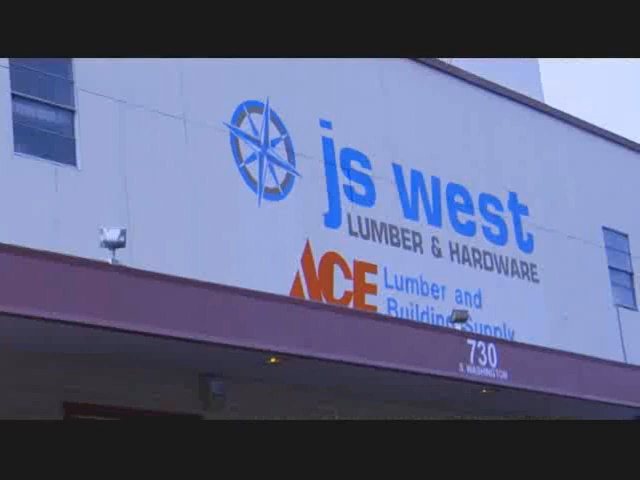 js west
LUMBER & HARDWARE
ACE Lumber and
Building Supply
730
S. WASHINGTON